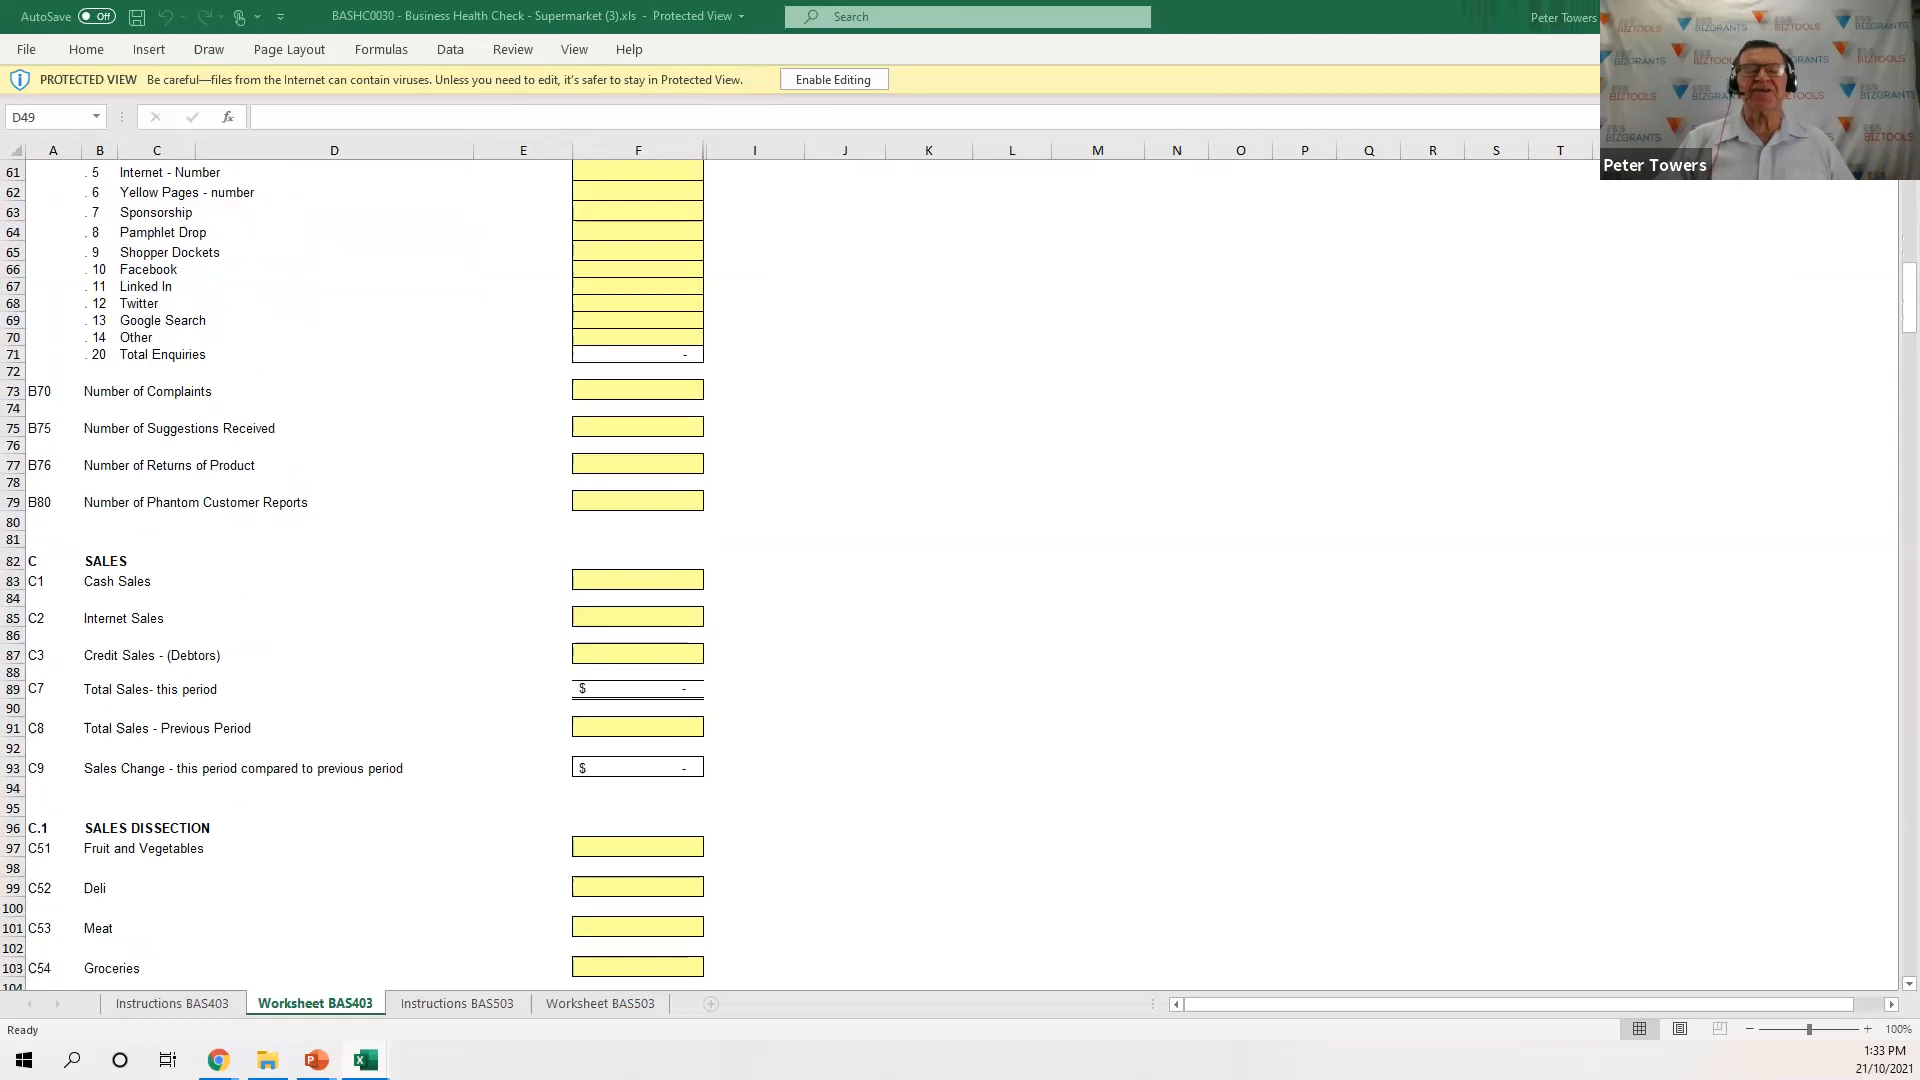 AutoSave Off BASHC0030 - Business Health Check - Supermarket (3).xls - Protected View Search Peter Towers
File Home Insert Draw Page Layout Formulas Data Review View Help
PROTECTED VIEW Be careful—files from the Internet can contain viruses. Unless you need to edit, it's safer to stay in Protected View. Enable Editing
D49 fx
Peter Towers
A B C D E F I J K L M N O P Q R S T
61 . 5 Internet - Number
62 . 6 Yellow Pages - number
63 . 7 Sponsorship
64 . 8 Pamphlet Drop
65 . 9 Shopper Dockets
66 . 10 Facebook
67 . 11 Linked In
68 . 12 Twitter
69 . 13 Google Search
70 . 14 Other
71 . 20 Total Enquiries -
72
73 B70 Number of Complaints
74
75 B75 Number of Suggestions Received
76
77 B76 Number of Returns of Product
78
79 B80 Number of Phantom Customer Reports
80
81
82 C SALES
83 C1 Cash Sales
84
85 C2 Internet Sales
86
87 C3 Credit Sales - (Debtors)
88
89 C7 Total Sales- this period $ -
90
91 C8 Total Sales - Previous Period
92
93 C9 Sales Change - this period compared to previous period $ -
94
95
96 C.1 SALES DISSECTION
97 C51 Fruit and Vegetables
98
99 C52 Deli
100
101 C53 Meat
102
103 C54 Groceries
104
Instructions BAS403 Worksheet BAS403 Instructions BAS503 Worksheet BAS503
Ready 100%
1:33 PM
21/10/2021